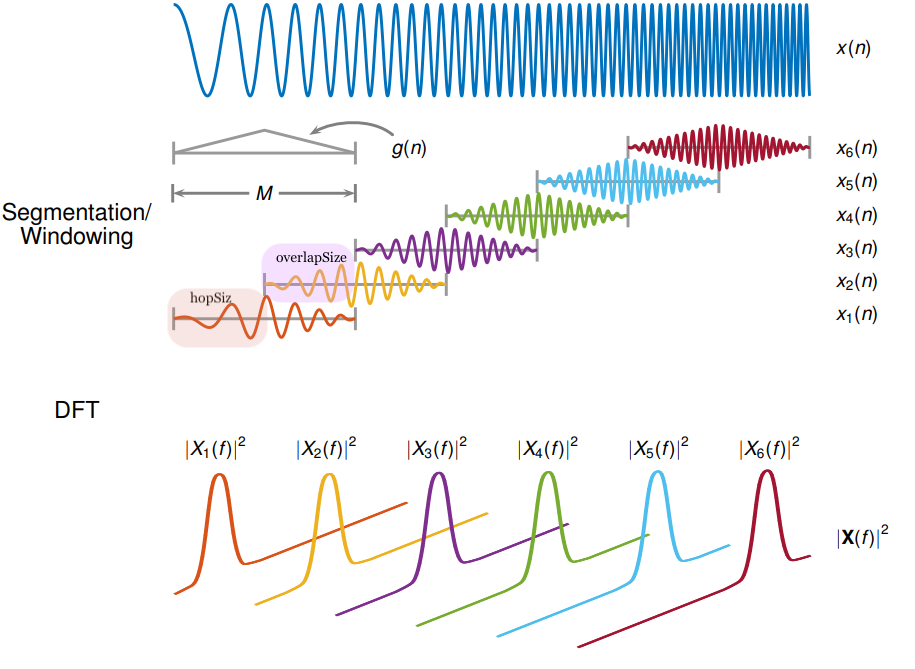 x(n)
g(n)
x₆(n)
M
x₅(n)
Segmentation/
Windowing
x₄(n)
overlapSize
x₃(n)
x₂(n)
hopSiz
x₁(n)
DFT
|X₁(f)|² |X₂(f)|² |X₃(f)|² |X₄(f)|² |X₅(f)|² |X₆(f)|²
|X(f)|²